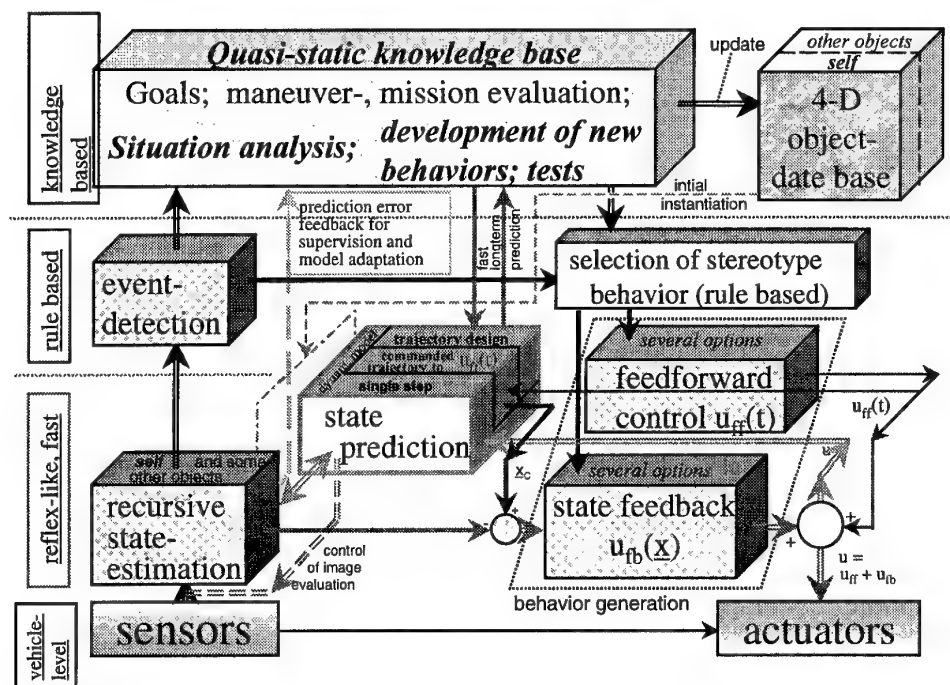 knowledge
based
Quasi-static knowledge base
Goals; maneuver-, mission evaluation;
Situation analysis;
development of new
behaviors; tests
update
other objects
self
4-D
object-
date base
intial
instantiation
prediction error
feedback for
supervision and
model adaptation
fast
longterm
prediction
rule based
event-
detection
selection of stereotype
behavior (rule based)
dynamic model
trajectory design
commanded
trajectory to u_ff(t)
single step
state
prediction
several options
feedforward
control u_ff(t)
u_ff(t)
reflex-like, fast
self and some
other objects
recursive
state-
estimation
x_c
-
+
several options
state feedback
u_fb(x)
u
+
+
control
of image
evaluation
u =
u_ff + u_fb
behavior generation
vehicle-
level
sensors
actuators